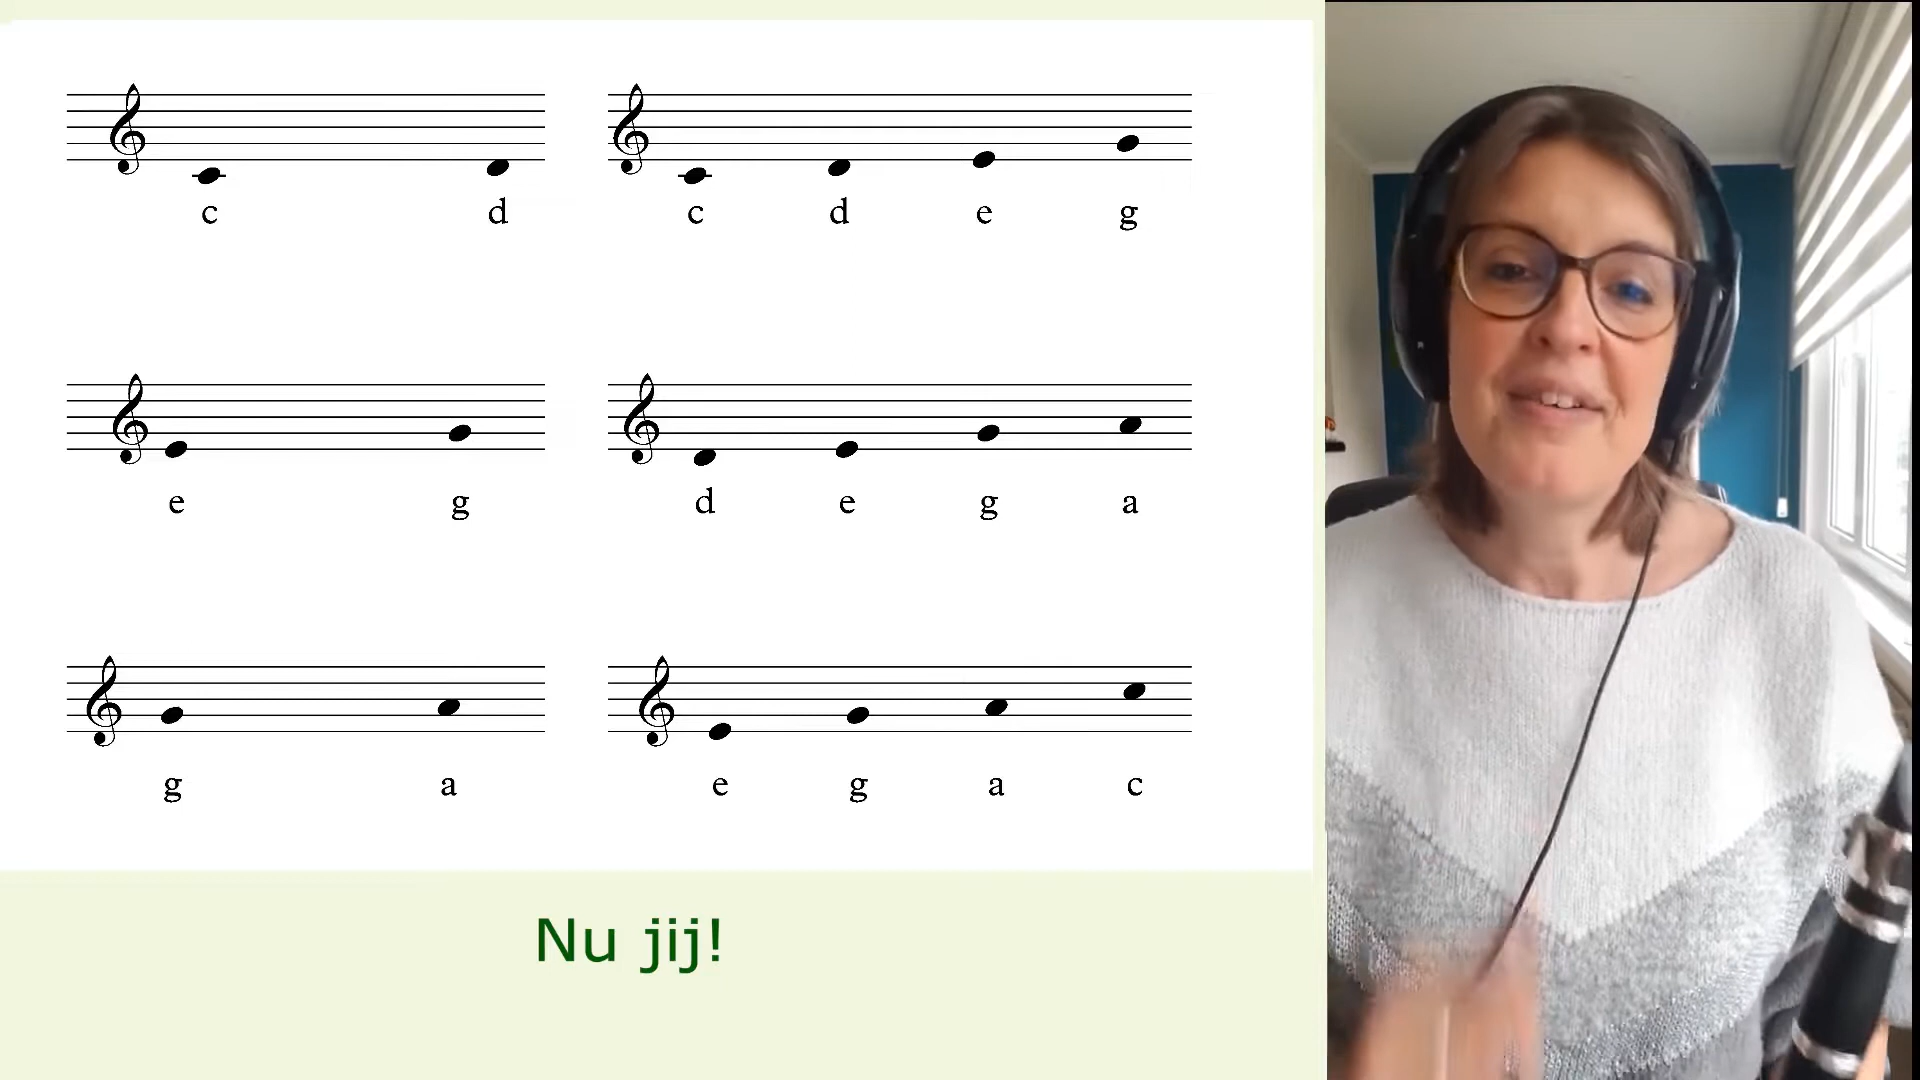 c d
c d e g
e g
d e g a
g a
e g a c
Nu jij!